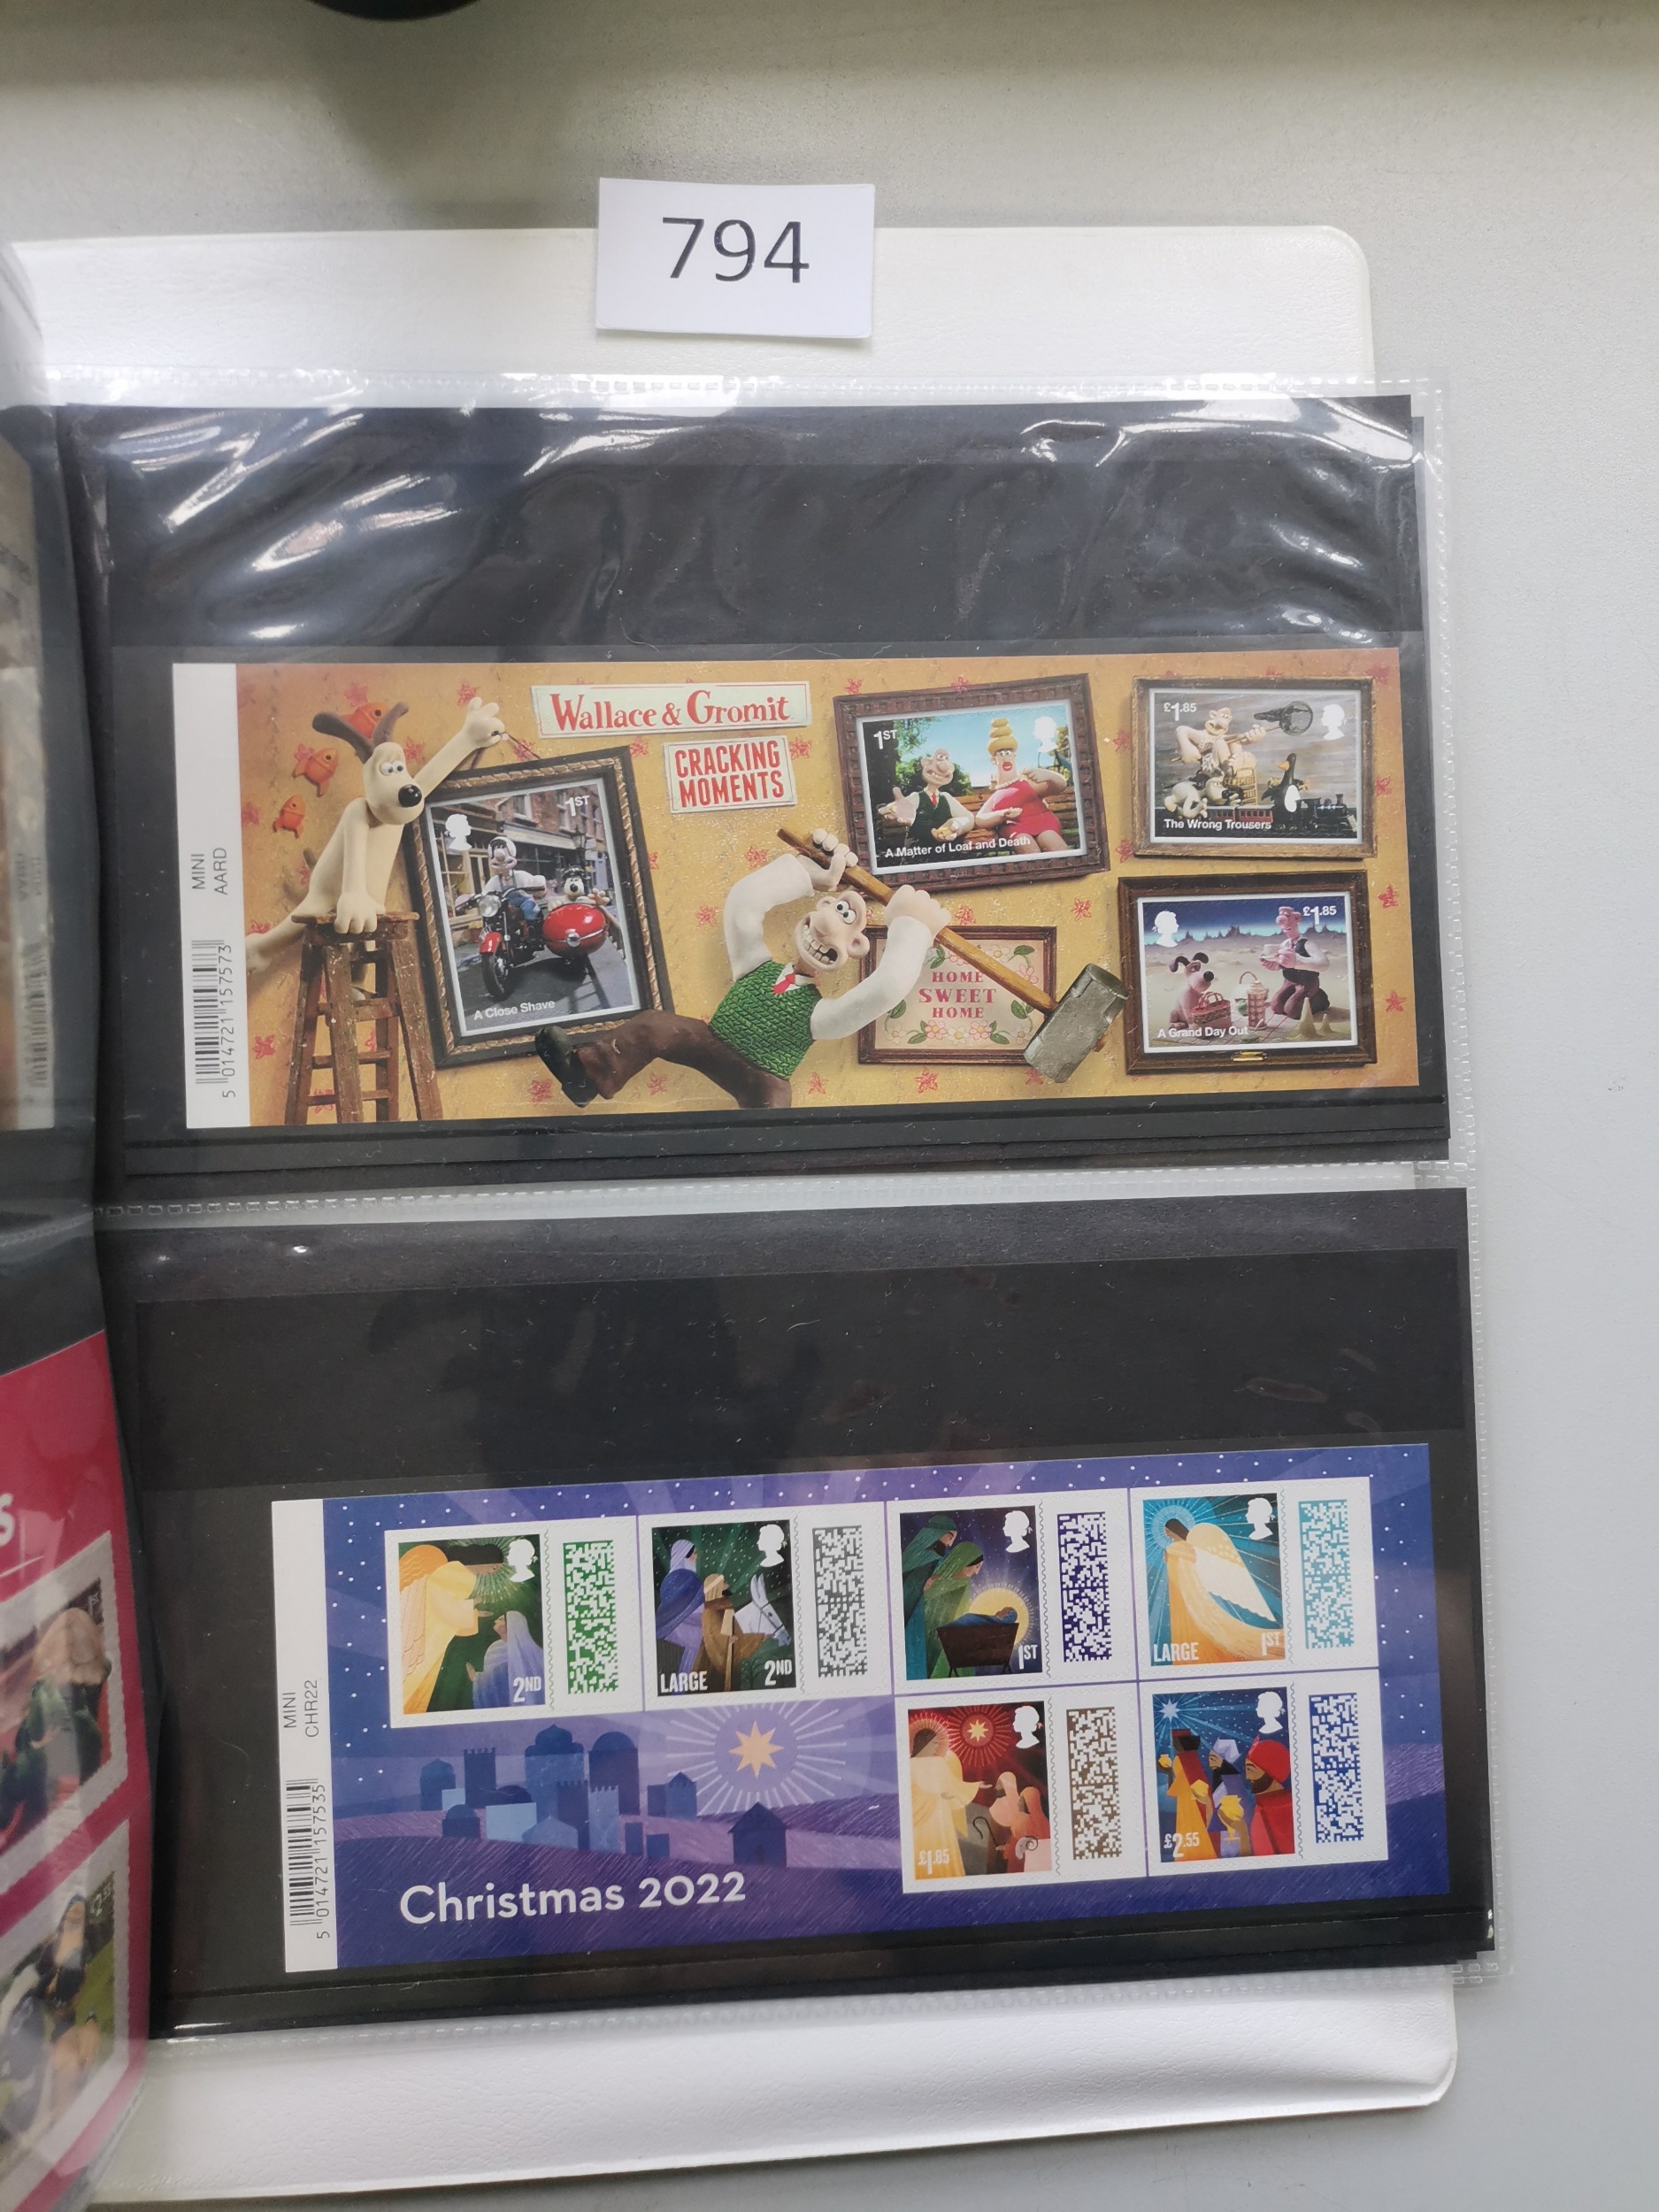 794
Wallace & Gromit
CRACKING
MOMENTS
1ST
A Close Shave
1ST
A Matter of Loaf and Death
£1.85
The Wrong Trousers
£1.85
A Grand Day Out
HOME
SWEET
HOME
MINI
AARD
5 014721 157573
2ND
LARGE 2ND
1ST
LARGE 1ST
£1.85
£2.55
Christmas 2022
MINI
CHR22
5 014721 157535
S
1ST